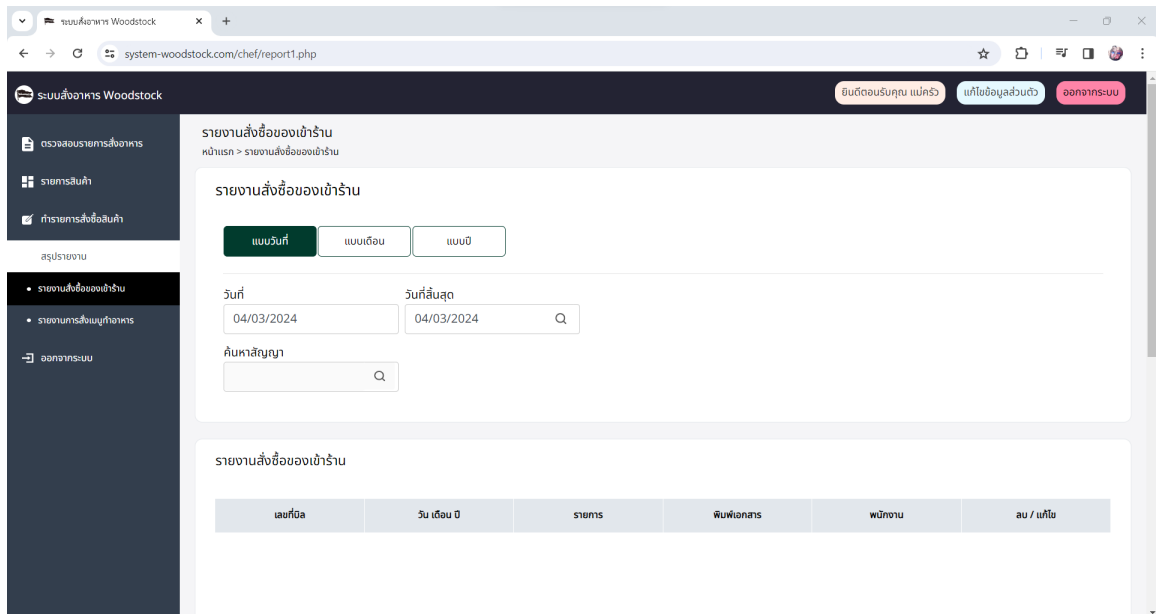 ระบบสั่งอาหาร Woodstock
system-woodstock.com/chef/report1.php
ระบบสั่งอาหาร Woodstock
ยินดีตอนรับคุณ แม่ครัว
แก้ไขข้อมูลส่วนตัว
ออกจากระบบ
ตรวจสอบรายการสั่งอาหาร
รายการสินค้า
ทำรายการสั่งซื้อสินค้า
สรุปรายงาน
รายงานสั่งซื้อของเข้าร้าน
รายงานการสั่งเมนูทำอาหาร
ออกจากระบบ
รายงานสั่งซื้อของเข้าร้าน
หน้าแรก > รายงานสั่งซื้อของเข้าร้าน
รายงานสั่งซื้อของเข้าร้าน
แบบวันที่ แบบเดือน แบบปี
วันที่ วันที่สิ้นสุด
04/03/2024 04/03/2024
ค้นหาสัญญา
รายงานสั่งซื้อของเข้าร้าน
เลขที่บิล วัน เดือน ปี รายการ พิมพ์เอกสาร พนักงาน ลบ / แก้ไข